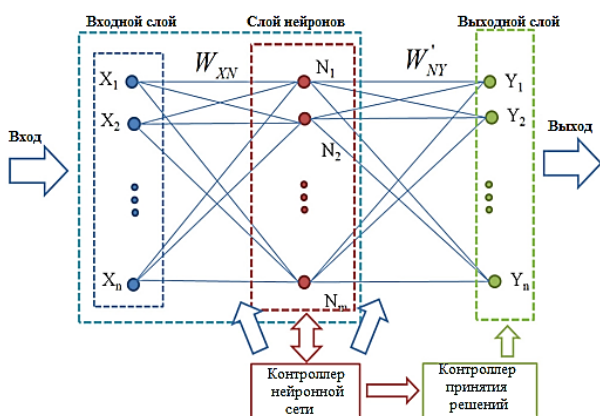 Входной слой
Слой нейронов
Выходной слой
W_XN
W'_NY
X₁
N₁
Y₁
X₂
N₂
Y₂
Вход
Выход
Xₙ
Nₘ
Yₙ
Контроллер
нейронной
сети
Контроллер
принятия
решений